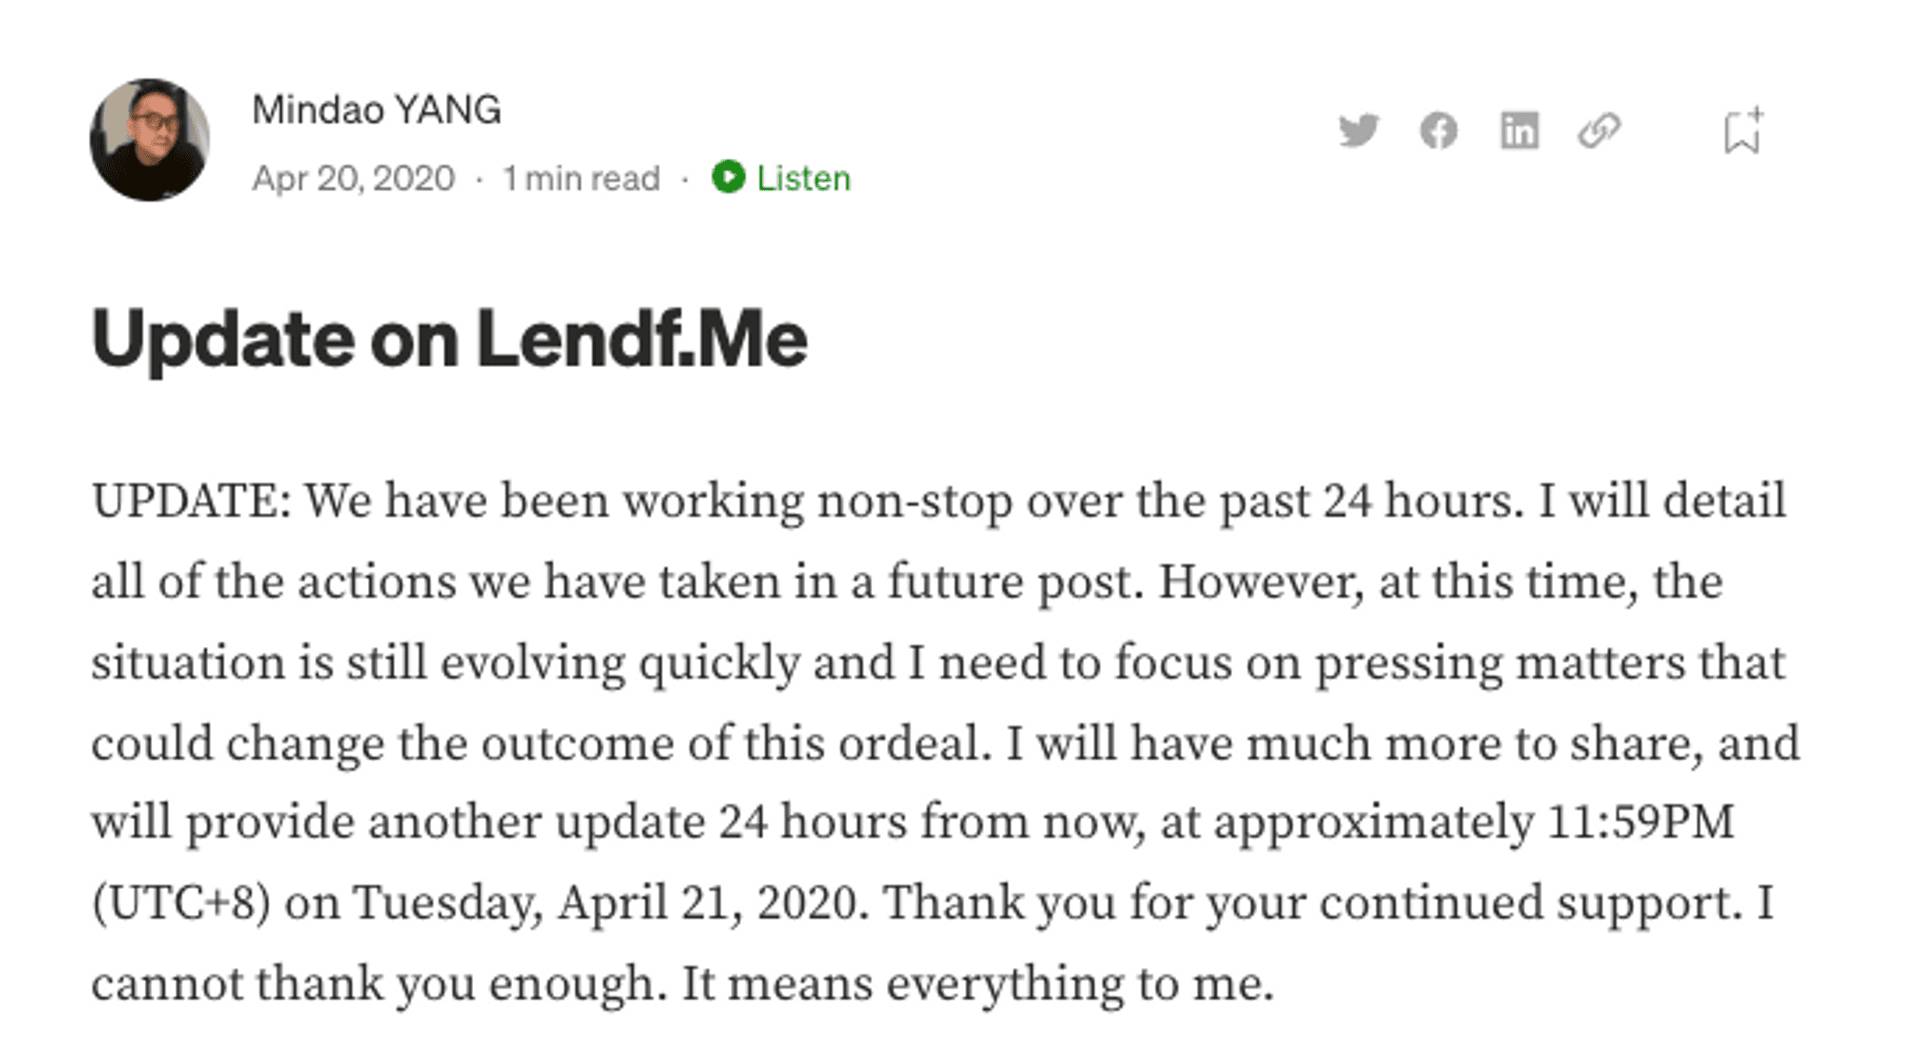 Mindao YANG
Apr 20, 2020 · 1 min read · Listen
Update on Lendf.Me
UPDATE: We have been working non-stop over the past 24 hours. I will detail
all of the actions we have taken in a future post. However, at this time, the
situation is still evolving quickly and I need to focus on pressing matters that
could change the outcome of this ordeal. I will have much more to share, and
will provide another update 24 hours from now, at approximately 11:59PM
(UTC+8) on Tuesday, April 21, 2020. Thank you for your continued support. I
cannot thank you enough. It means everything to me.